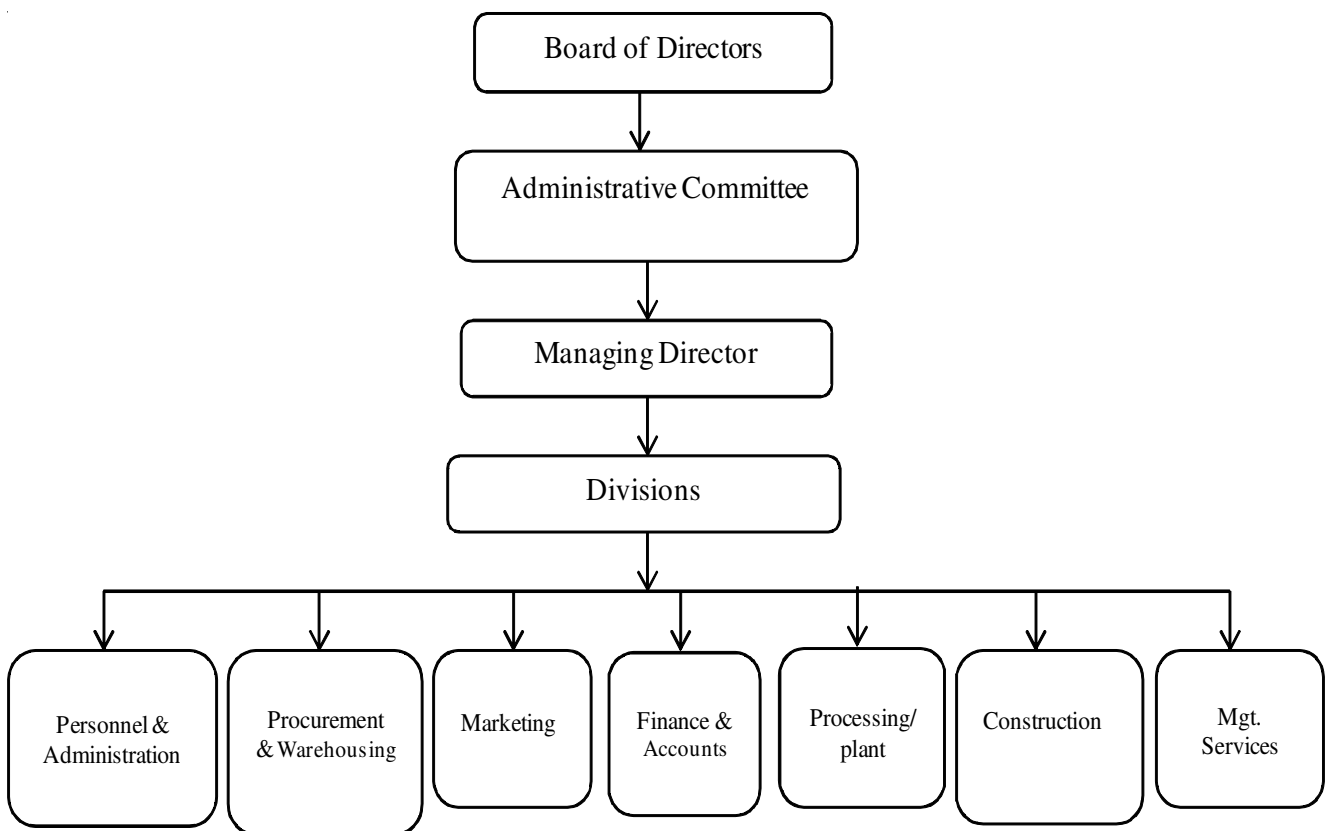 Board of Directors
Administrative Committee
Managing Director
Divisions
Personnel &
Administration
Procurement
& Warehousing
Marketing
Finance &
Accounts
Processing/
plant
Construction
Mgt.
Services